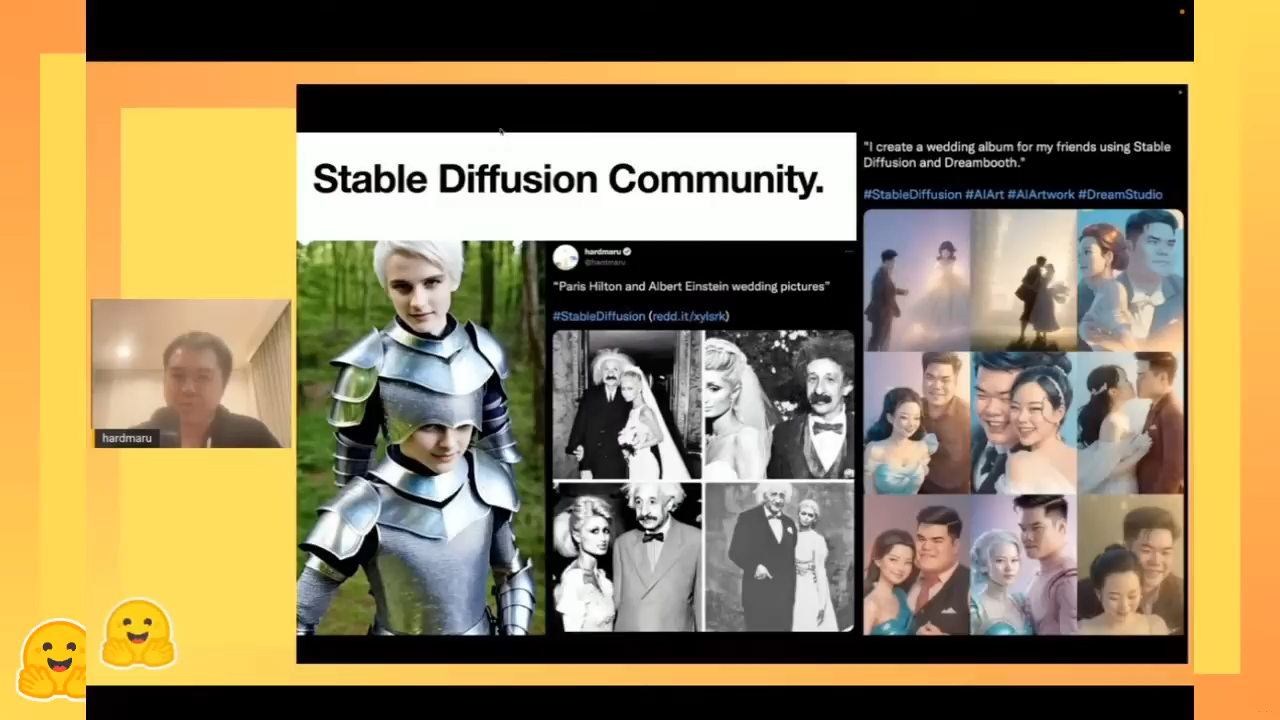 Stable Diffusion Community.
hardmaru
@hardmaru
"Paris Hilton and Albert Einstein wedding pictures"
#StableDiffusion (redd.it/xylsrk)
"I create a wedding album for my friends using Stable
Diffusion and Dreambooth."
#StableDiffusion #AIArt #AIArtwork #DreamStudio
hardmaru